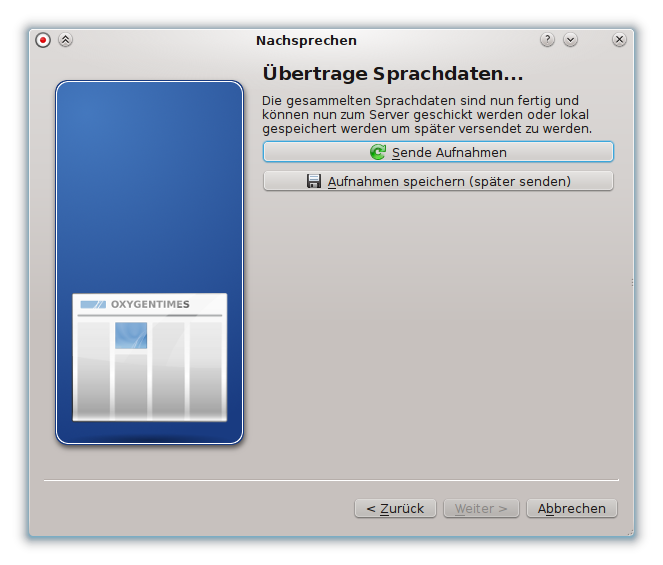 Nachsprechen
?
Übertrage Sprachdaten...
Die gesammelten Sprachdaten sind nun fertig und
können nun zum Server geschickt werden oder lokal
gespeichert werden um später versendet zu werden.
Sende Aufnahmen
Aufnahmen speichern (später senden)
OXYGENTIMES
< Zurück
Weiter >
Abbrechen